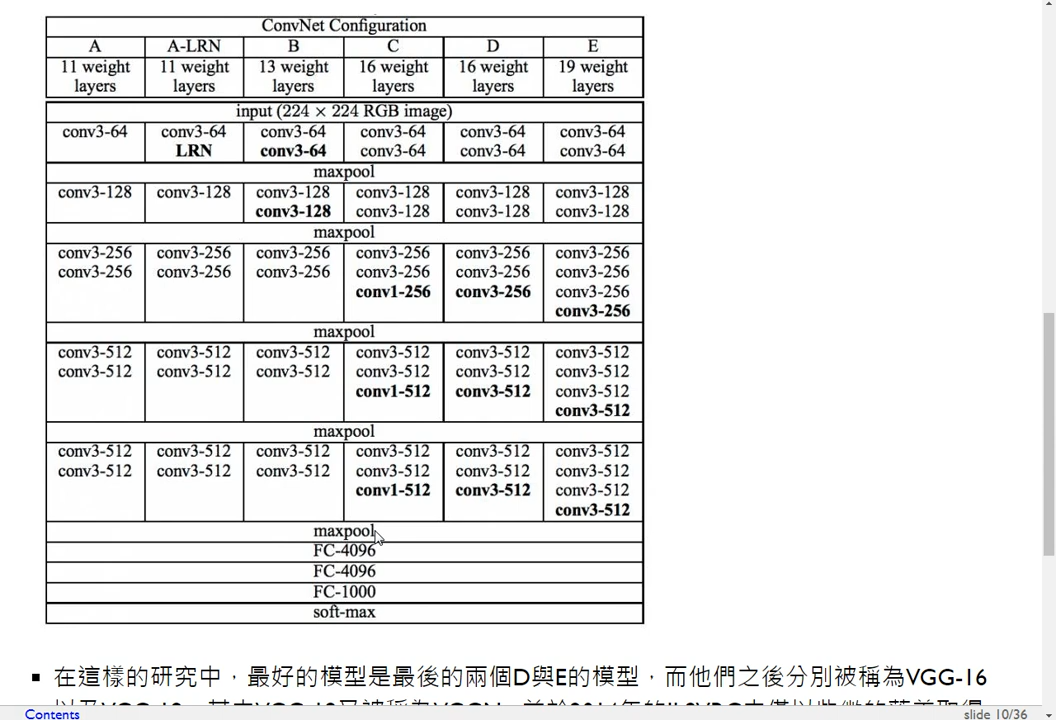 ConvNet Configuration
A A-LRN B C D E
11 weight 11 weight 13 weight 16 weight 16 weight 19 weight
layers layers layers layers layers layers
input (224 × 224 RGB image)
conv3-64 conv3-64 conv3-64 conv3-64 conv3-64 conv3-64
LRN conv3-64 conv3-64 conv3-64 conv3-64
maxpool
conv3-128 conv3-128 conv3-128 conv3-128 conv3-128 conv3-128
conv3-128 conv3-128 conv3-128 conv3-128
maxpool
conv3-256 conv3-256 conv3-256 conv3-256 conv3-256 conv3-256
conv3-256 conv3-256 conv3-256 conv3-256 conv3-256 conv3-256
conv1-256 conv3-256 conv3-256
conv3-256
maxpool
conv3-512 conv3-512 conv3-512 conv3-512 conv3-512 conv3-512
conv3-512 conv3-512 conv3-512 conv3-512 conv3-512 conv3-512
conv1-512 conv3-512 conv3-512
conv3-512
maxpool
conv3-512 conv3-512 conv3-512 conv3-512 conv3-512 conv3-512
conv3-512 conv3-512 conv3-512 conv3-512 conv3-512 conv3-512
conv1-512 conv3-512 conv3-512
conv3-512
maxpool
FC-4096
FC-4096
FC-1000
soft-max
▪ 在這樣的研究中，最好的模型是最後的兩個D與E的模型，而他們之後分別被稱為VGG-16
Contents slide 10/36